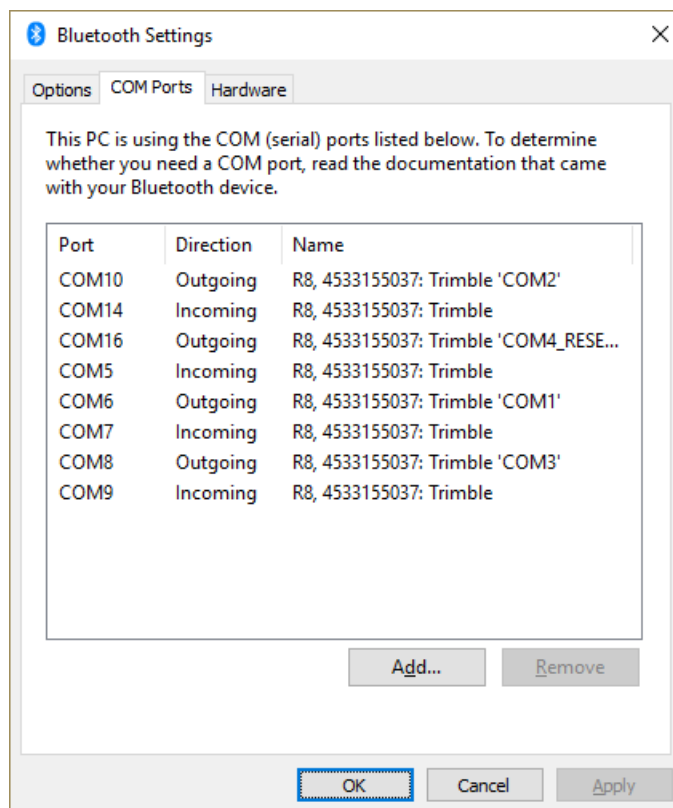 Bluetooth Settings
Options COM Ports Hardware
This PC is using the COM (serial) ports listed below. To determine
whether you need a COM port, read the documentation that came
with your Bluetooth device.
Port Direction Name
COM10 Outgoing R8, 4533155037: Trimble 'COM2'
COM14 Incoming R8, 4533155037: Trimble
COM16 Outgoing R8, 4533155037: Trimble 'COM4_RESE...
COM5 Incoming R8, 4533155037: Trimble
COM6 Outgoing R8, 4533155037: Trimble 'COM1'
COM7 Incoming R8, 4533155037: Trimble
COM8 Outgoing R8, 4533155037: Trimble 'COM3'
COM9 Incoming R8, 4533155037: Trimble
Add... Remove
OK Cancel Apply